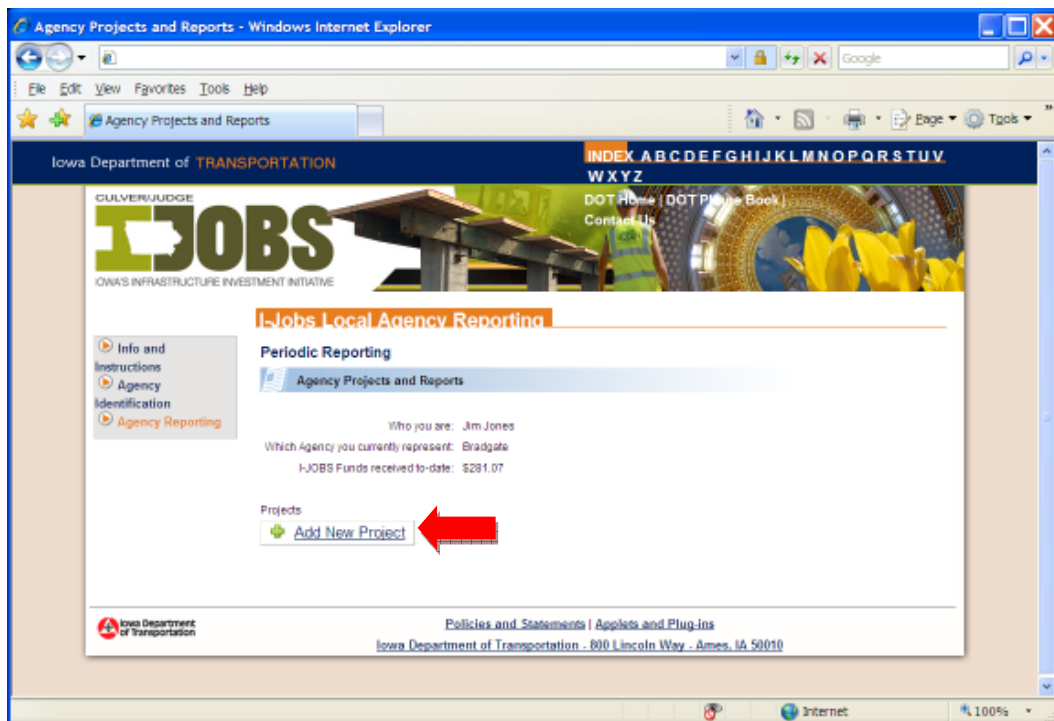 Agency Projects and Reports - Windows Internet Explorer
Google
File Edit View Favorites Tools Help
Agency Projects and Reports
Page Tools
Iowa Department of TRANSPORTATION
INDEX A B C D E F G H I J K L M N O P Q R S T U V
W X Y Z
DOT Home | DOT Phone Book |
Contact Us
CULVER/JUDGE
I-JOBS
IOWA'S INFRASTRUCTURE INVESTMENT INITIATIVE
I-Jobs Local Agency Reporting
Info and
Instructions
Agency
Identification
Agency Reporting
Periodic Reporting
Agency Projects and Reports
Who you are: Jim Jones
Which Agency you currently represent: Bradgate
I-JOBS Funds received to-date: $281.07
Projects
Add New Project
Iowa Department
of Transportation
Policies and Statements | Applets and Plug-ins
Iowa Department of Transportation - 800 Lincoln Way - Ames, IA 50010
Internet
100%